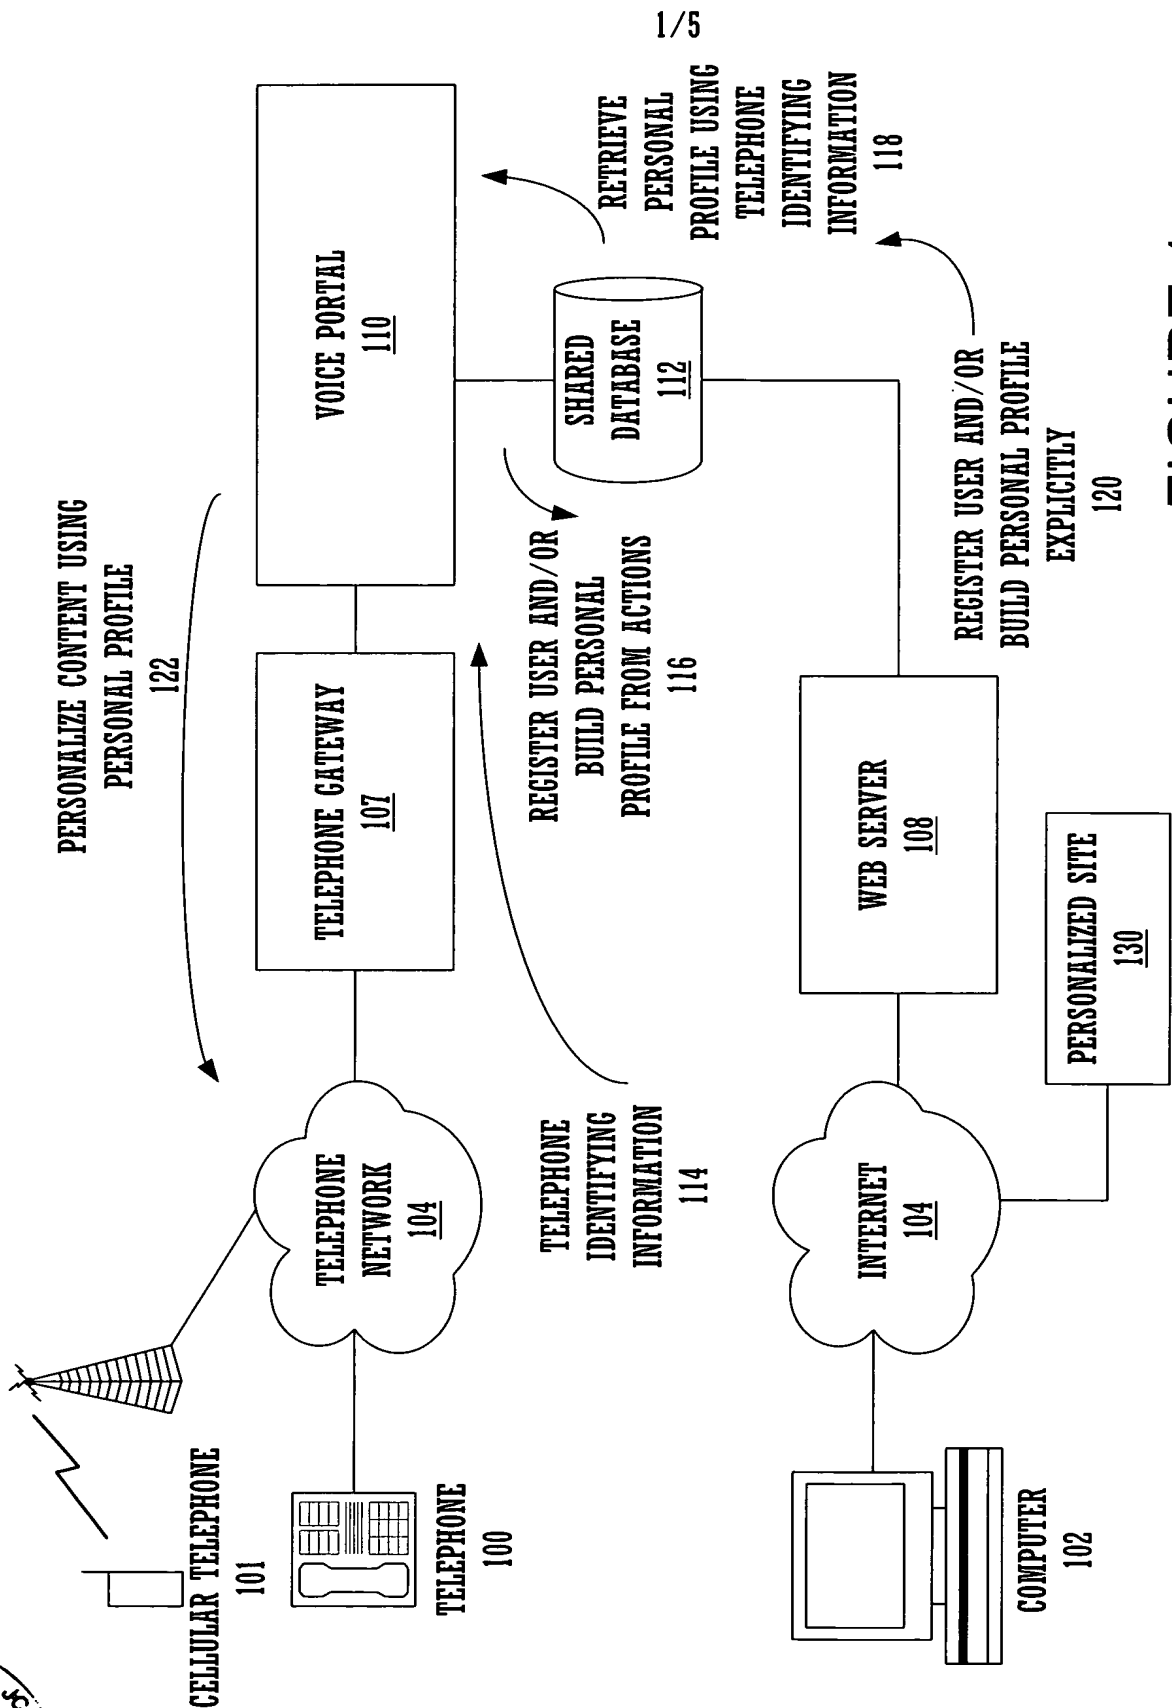 1/5
PERSONALIZE CONTENT USING
PERSONAL PROFILE
122
CELLULAR TELEPHONE
101
TELEPHONE
100
TELEPHONE
NETWORK
104
TELEPHONE GATEWAY
107
VOICE PORTAL
110
TELEPHONE
IDENTIFYING
INFORMATION
114
REGISTER USER AND/OR
BUILD PERSONAL
PROFILE FROM ACTIONS
116
SHARED
DATABASE
112
RETRIEVE
PERSONAL
PROFILE USING
TELEPHONE
IDENTIFYING
INFORMATION
118
COMPUTER
102
INTERNET
104
WEB SERVER
108
PERSONALIZED SITE
130
REGISTER USER AND/OR
BUILD PERSONAL PROFILE
EXPLICITLY
120